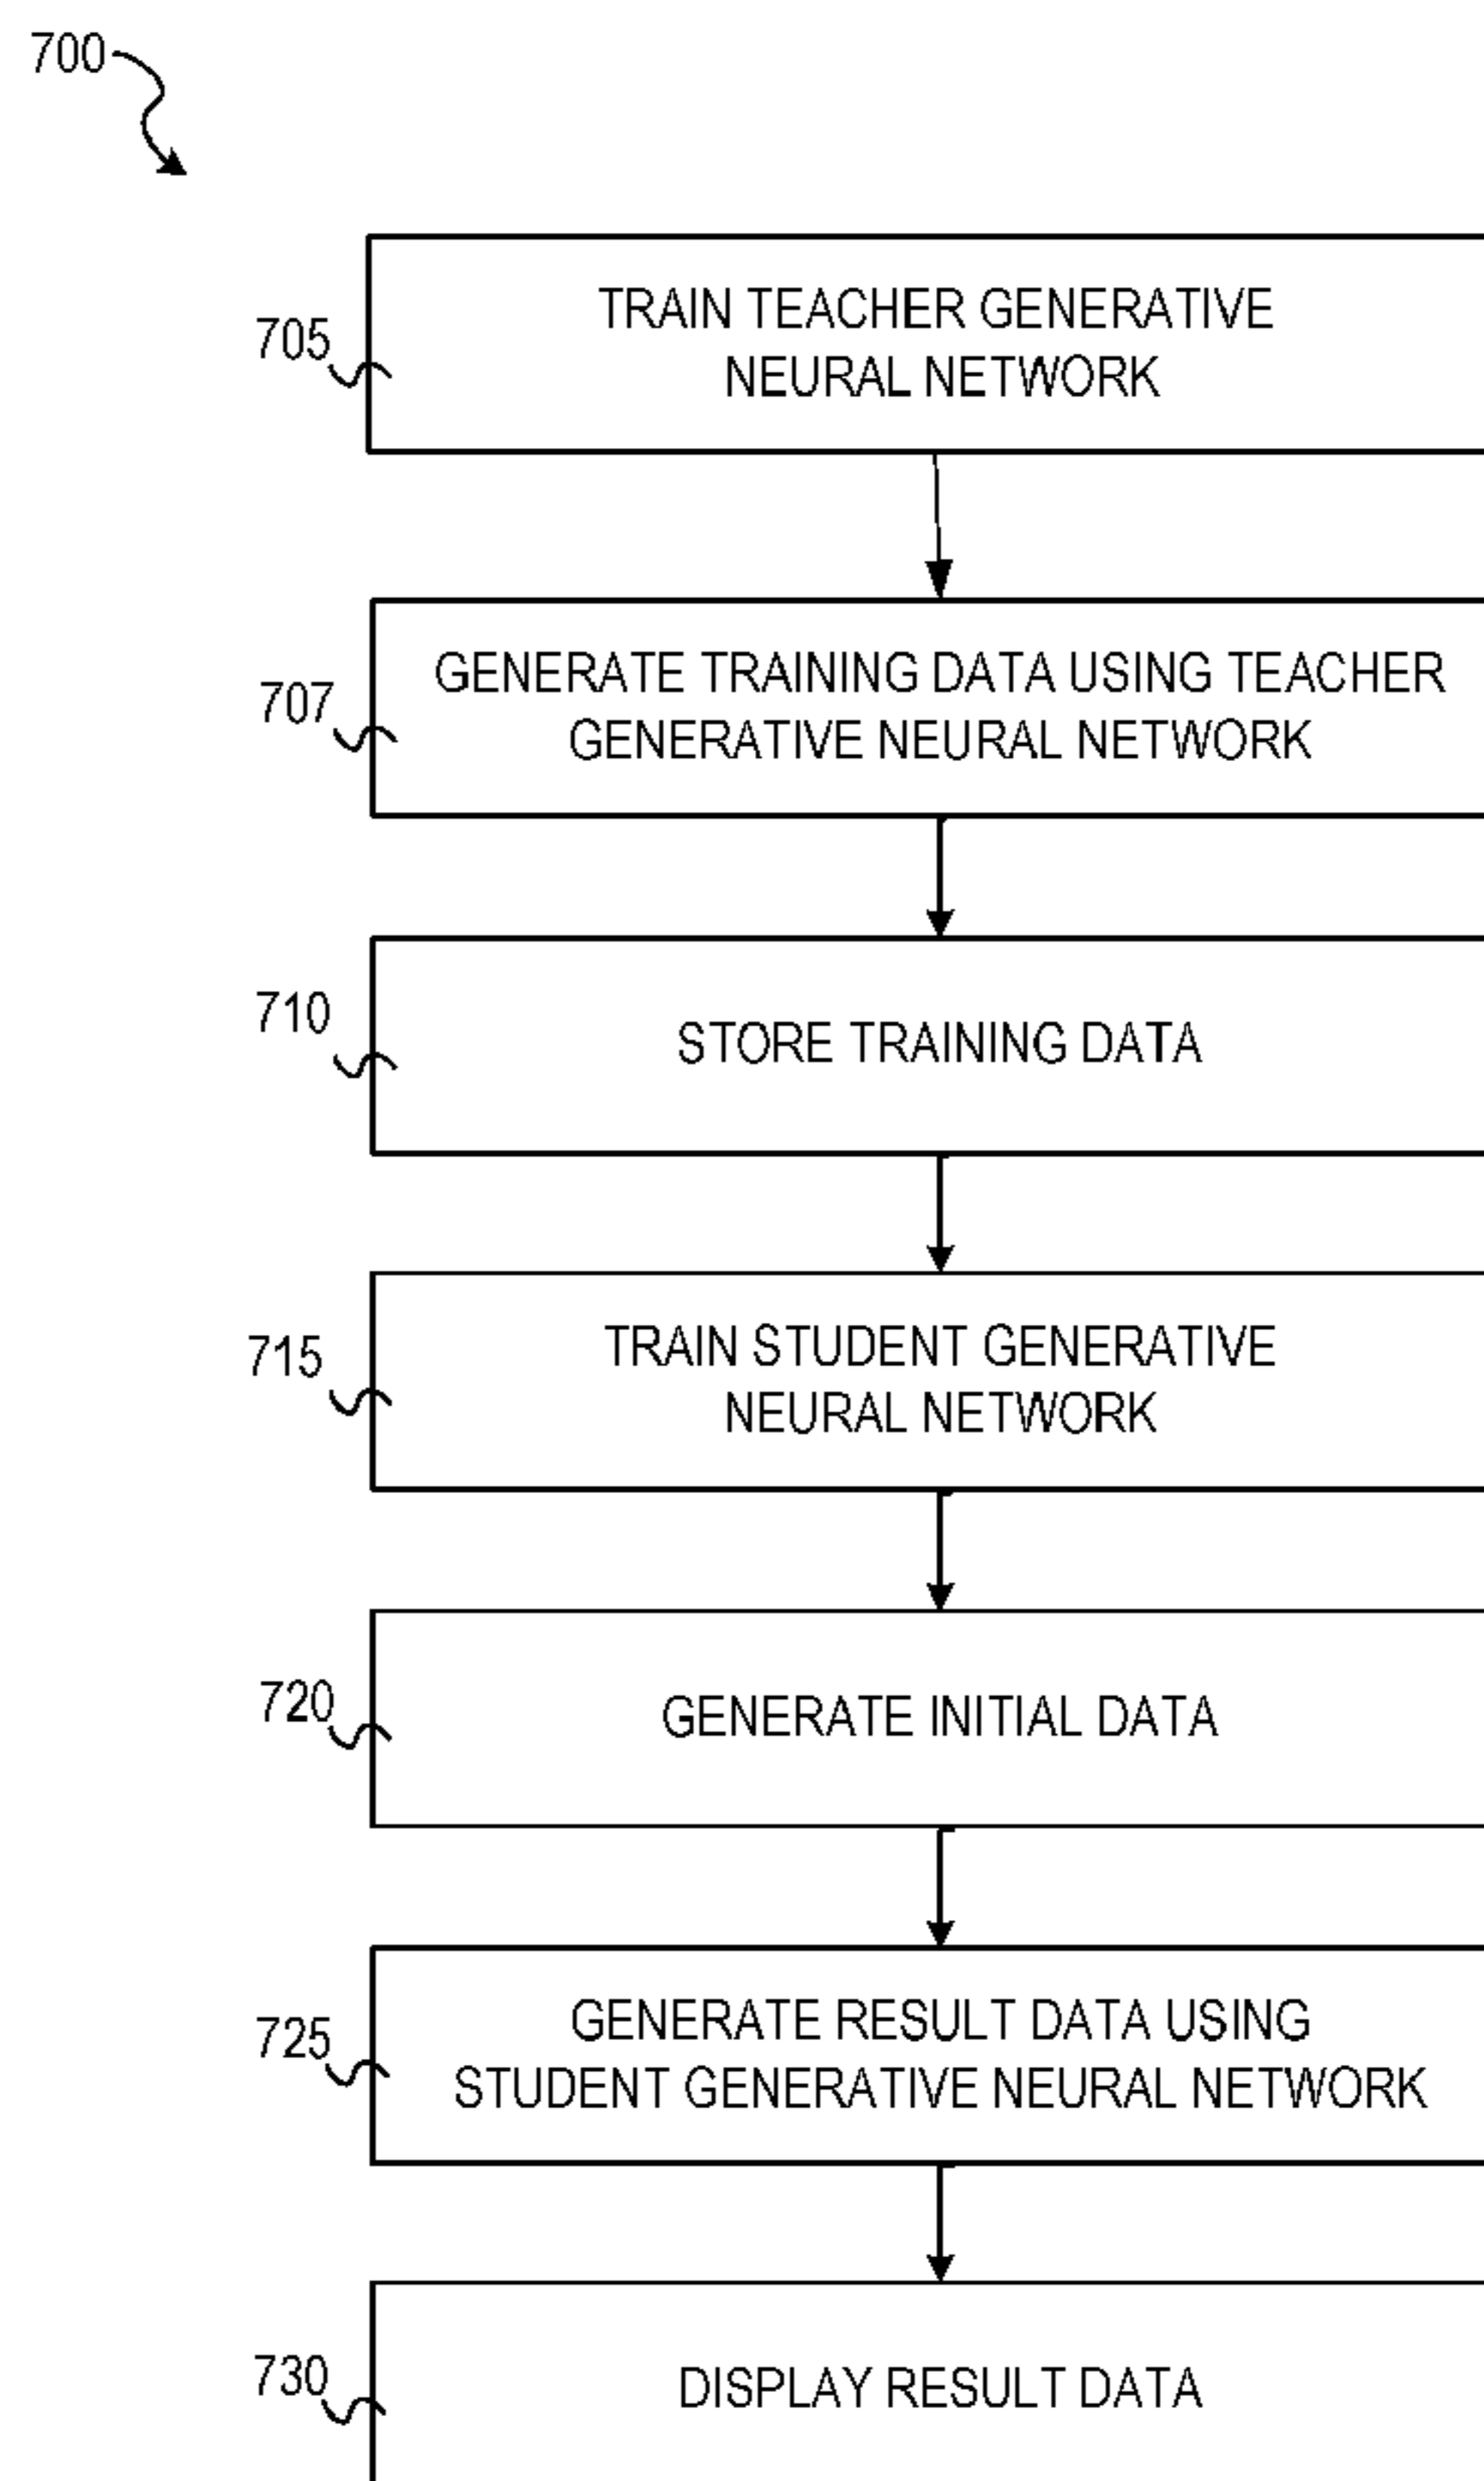 700
705
TRAIN TEACHER GENERATIVE
NEURAL NETWORK
707
GENERATE TRAINING DATA USING TEACHER
GENERATIVE NEURAL NETWORK
710
STORE TRAINING DATA
715
TRAIN STUDENT GENERATIVE
NEURAL NETWORK
720
GENERATE INITIAL DATA
725
GENERATE RESULT DATA USING
STUDENT GENERATIVE NEURAL NETWORK
730
DISPLAY RESULT DATA